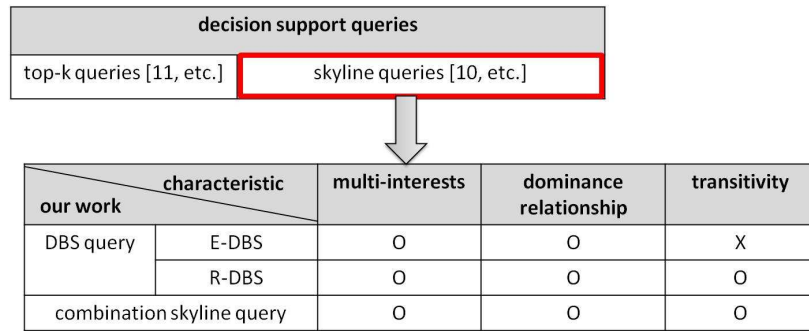 decision support queries
top-k queries [11, etc.] skyline queries [10, etc.]
characteristic
our work
multi-interests
dominance
relationship
transitivity
DBS query E-DBS O O X
R-DBS O O O
combination skyline query O O O